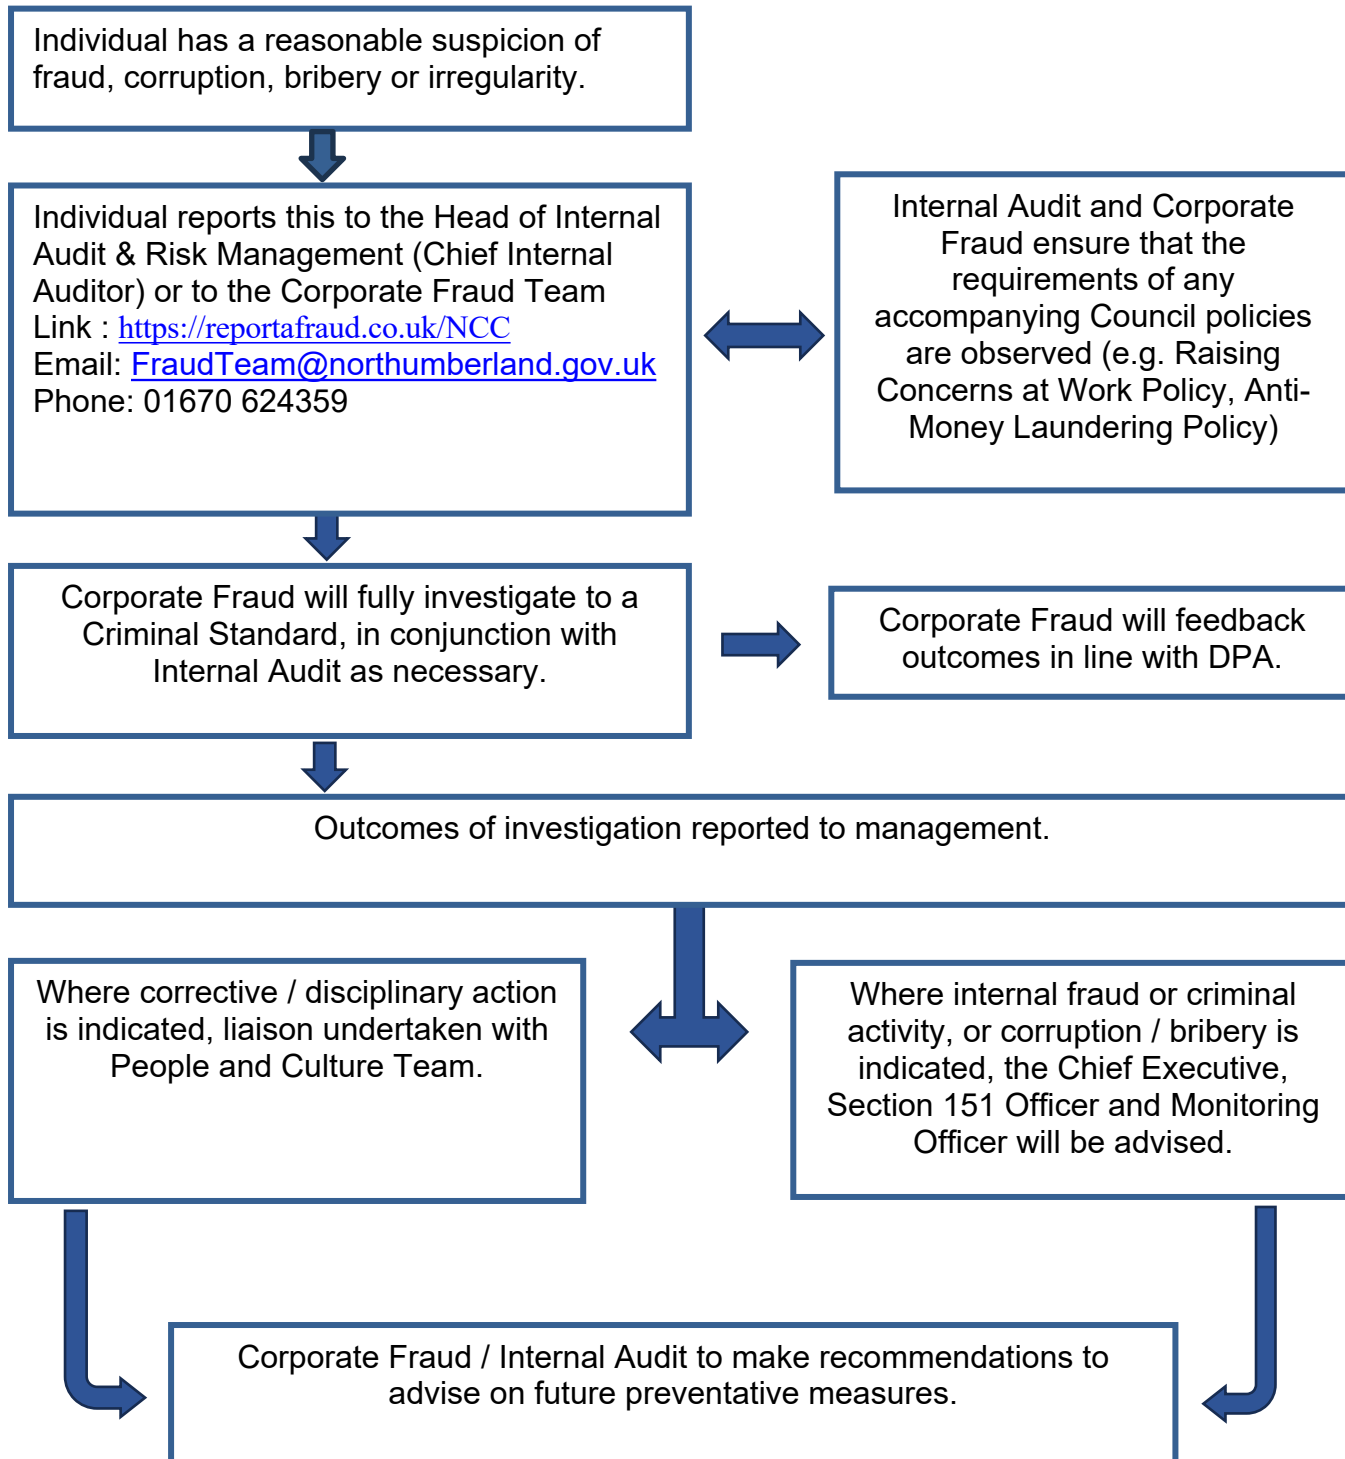 Individual has a reasonable suspicion of
fraud, corruption, bribery or irregularity.
Individual reports this to the Head of Internal
Audit & Risk Management (Chief Internal
Auditor) or to the Corporate Fraud Team
Link : https://reportafraud.co.uk/NCC
Email: FraudTeam@northumberland.gov.uk
Phone: 01670 624359
Internal Audit and Corporate
Fraud ensure that the
requirements of any
accompanying Council policies
are observed (e.g. Raising
Concerns at Work Policy, Anti-
Money Laundering Policy)
Corporate Fraud will fully investigate to a
Criminal Standard, in conjunction with
Internal Audit as necessary.
Corporate Fraud will feedback
outcomes in line with DPA.
Outcomes of investigation reported to management.
Where corrective / disciplinary action
is indicated, liaison undertaken with
People and Culture Team.
Where internal fraud or criminal
activity, or corruption / bribery is
indicated, the Chief Executive,
Section 151 Officer and Monitoring
Officer will be advised.
Corporate Fraud / Internal Audit to make recommendations to
advise on future preventative measures.